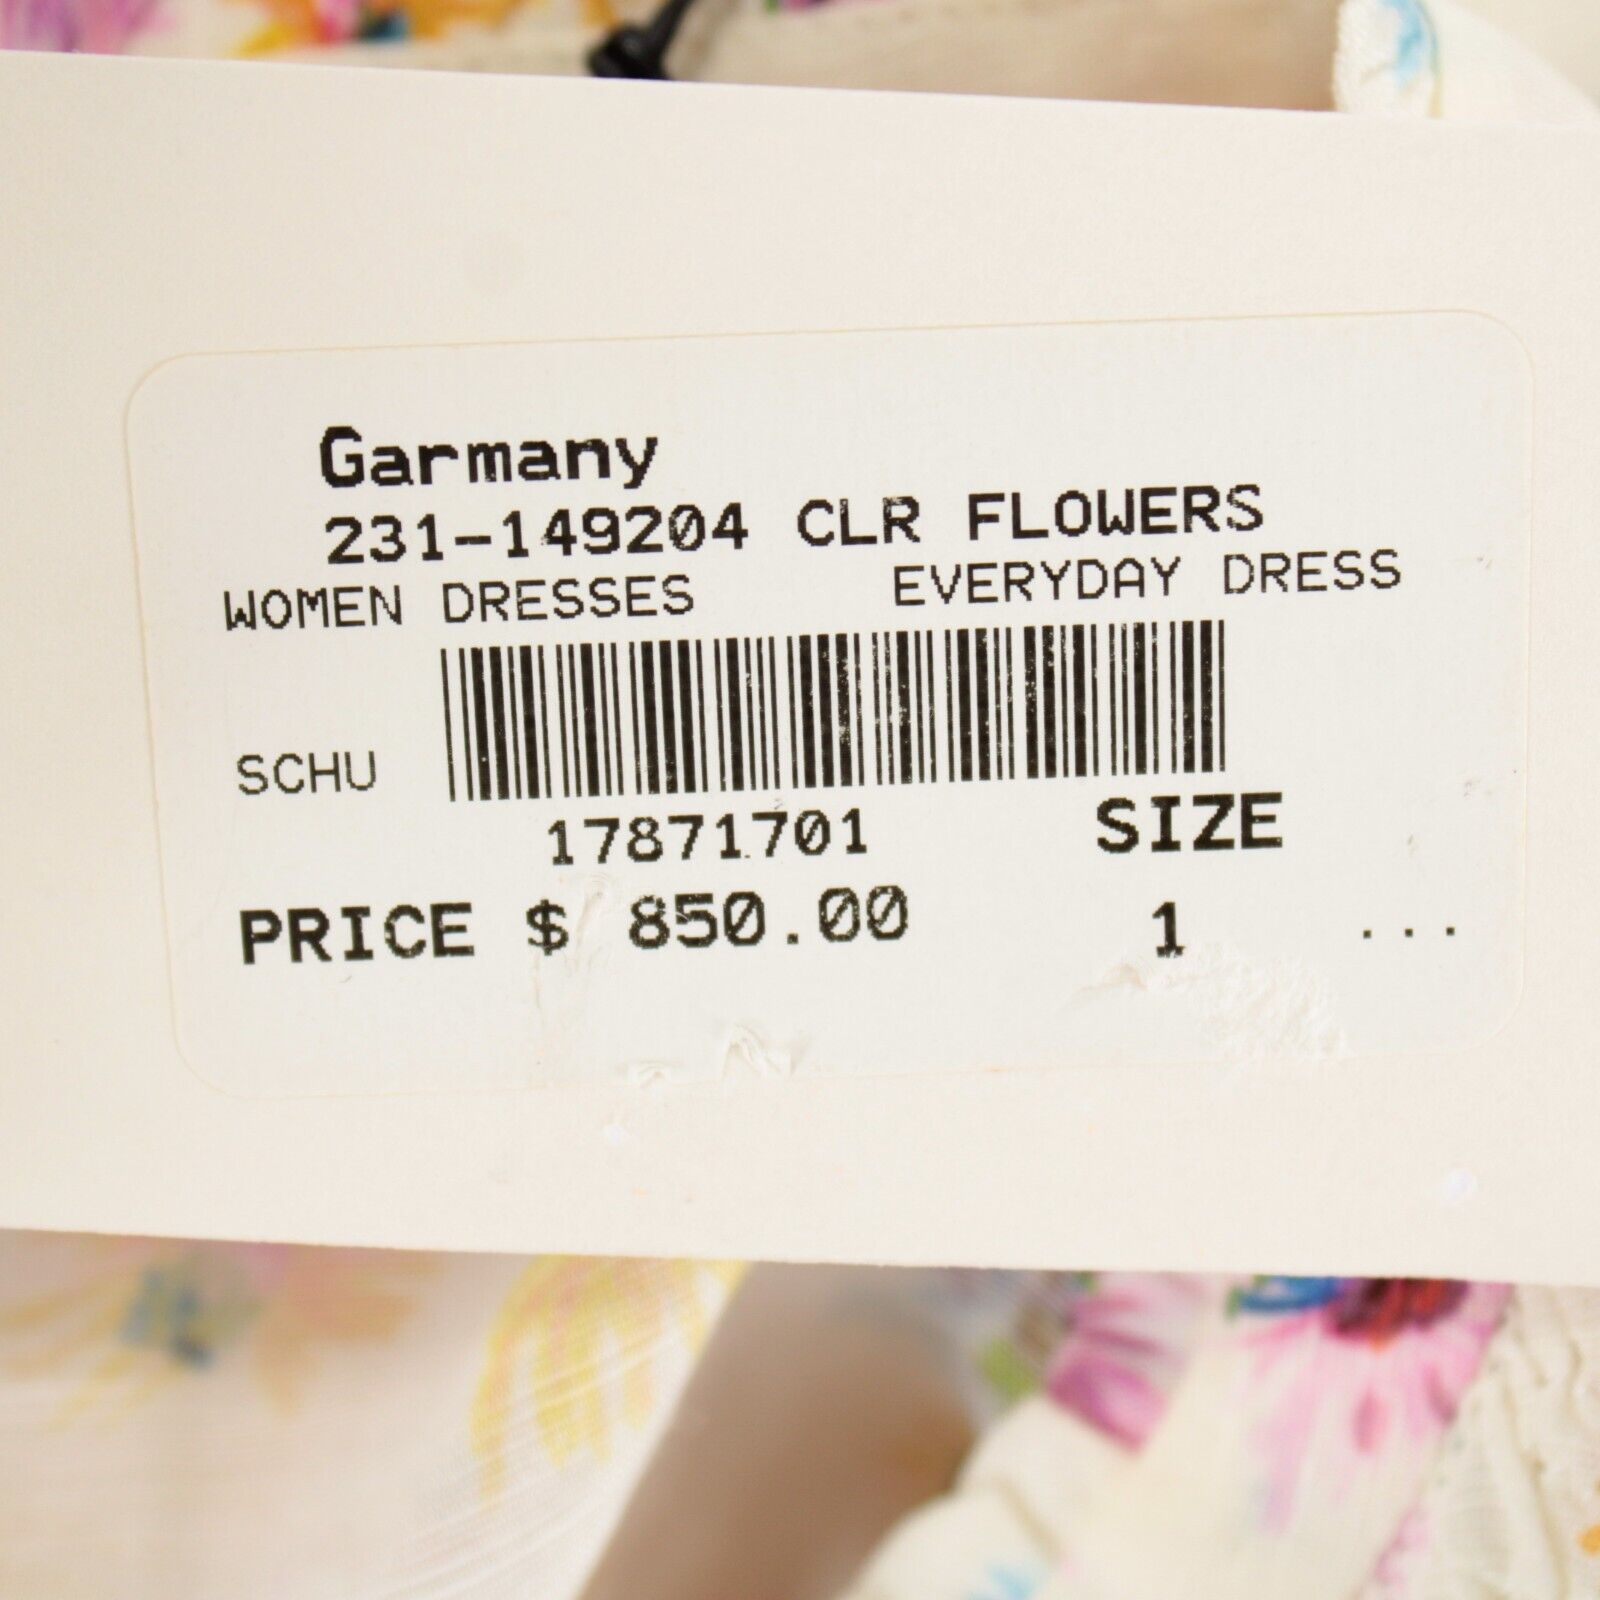 Garmany
231-149204 CLR FLOWERS
WOMEN DRESSES EVERYDAY DRESS
SCHU
17871701 SIZE
PRICE $ 850.00 1 ...